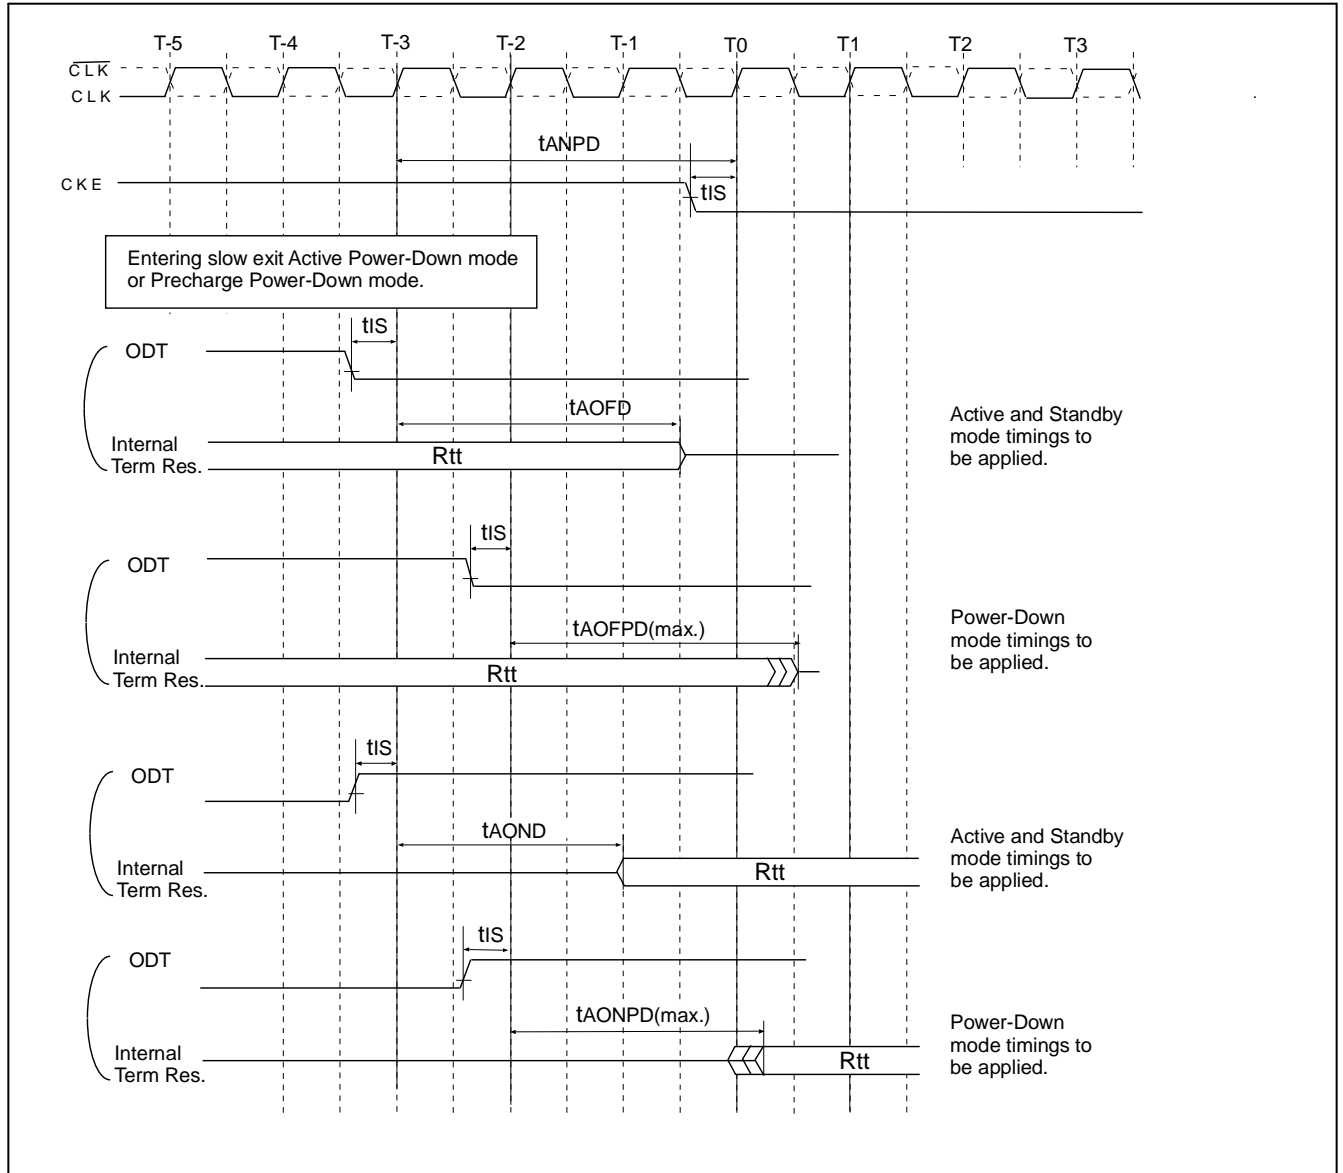 T-5 T-4 T-3 T-2 T-1 T0 T1 T2 T3
CLK
CLK
tANPD
CKE
tIS
Entering slow exit Active Power-Down mode
or Precharge Power-Down mode.
tIS
ODT
tAOFD
Active and Standby
mode timings to
be applied.
Internal
Term Res.
Rtt
tIS
ODT
tAOFPD(max.)
Power-Down
mode timings to
be applied.
Internal
Term Res.
Rtt
tIS
ODT
tAOND
Active and Standby
mode timings to
be applied.
Internal
Term Res.
Rtt
tIS
ODT
tAONPD(max.)
Power-Down
mode timings to
be applied.
Internal
Term Res.
Rtt